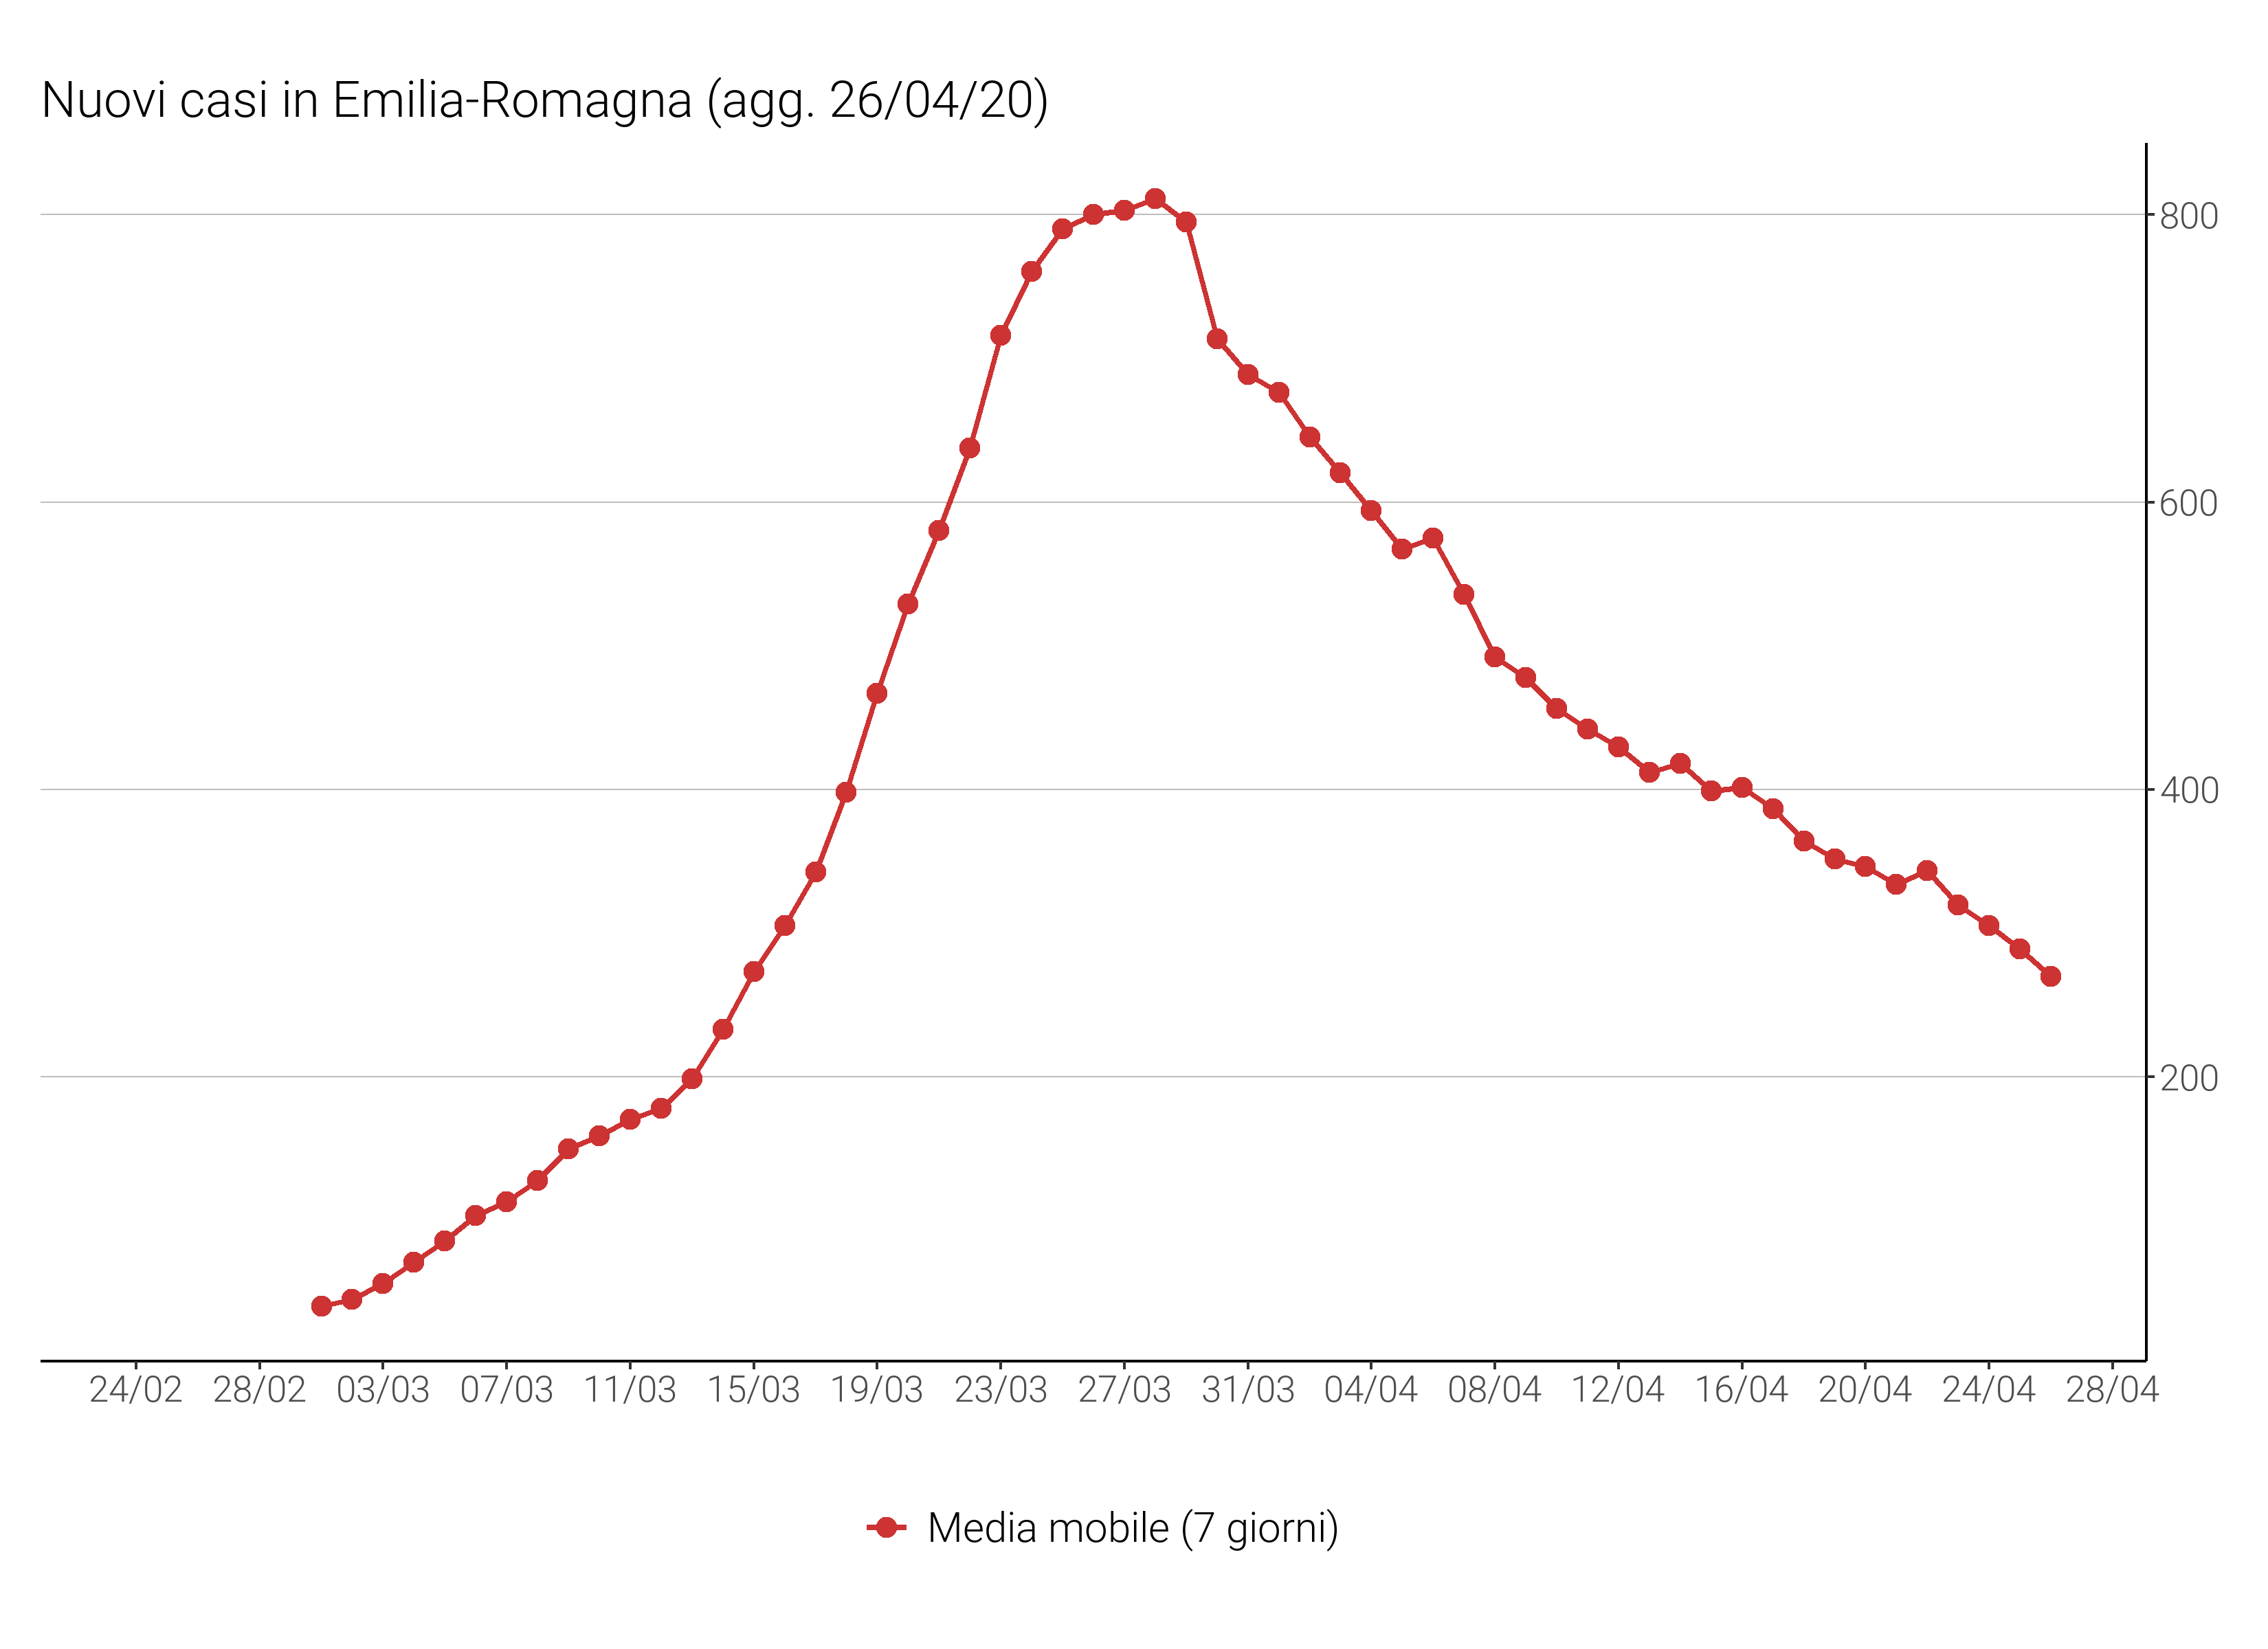 Nuovi casi in Emilia-Romagna (agg. 26/04/20)
800
600
400
200
24/02 28/02 03/03 07/03 11/03 15/03 19/03 23/03 27/03 31/03 04/04 08/04 12/04 16/04 20/04 24/04 28/04
Media mobile (7 giorni)